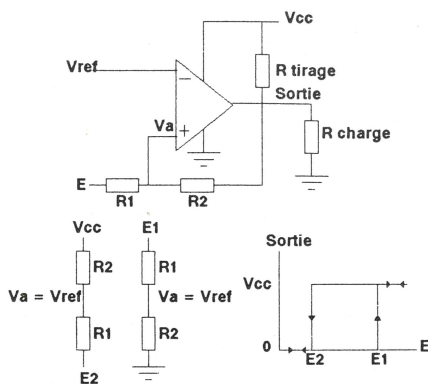 Vcc
Vref
R tirage
Sortie
Va
R charge
E
R1
R2
Vcc
E1
R2
R1
Va = Vref
Va = Vref
R1
R2
E2
Sortie
Vcc
0
E2
E1
E